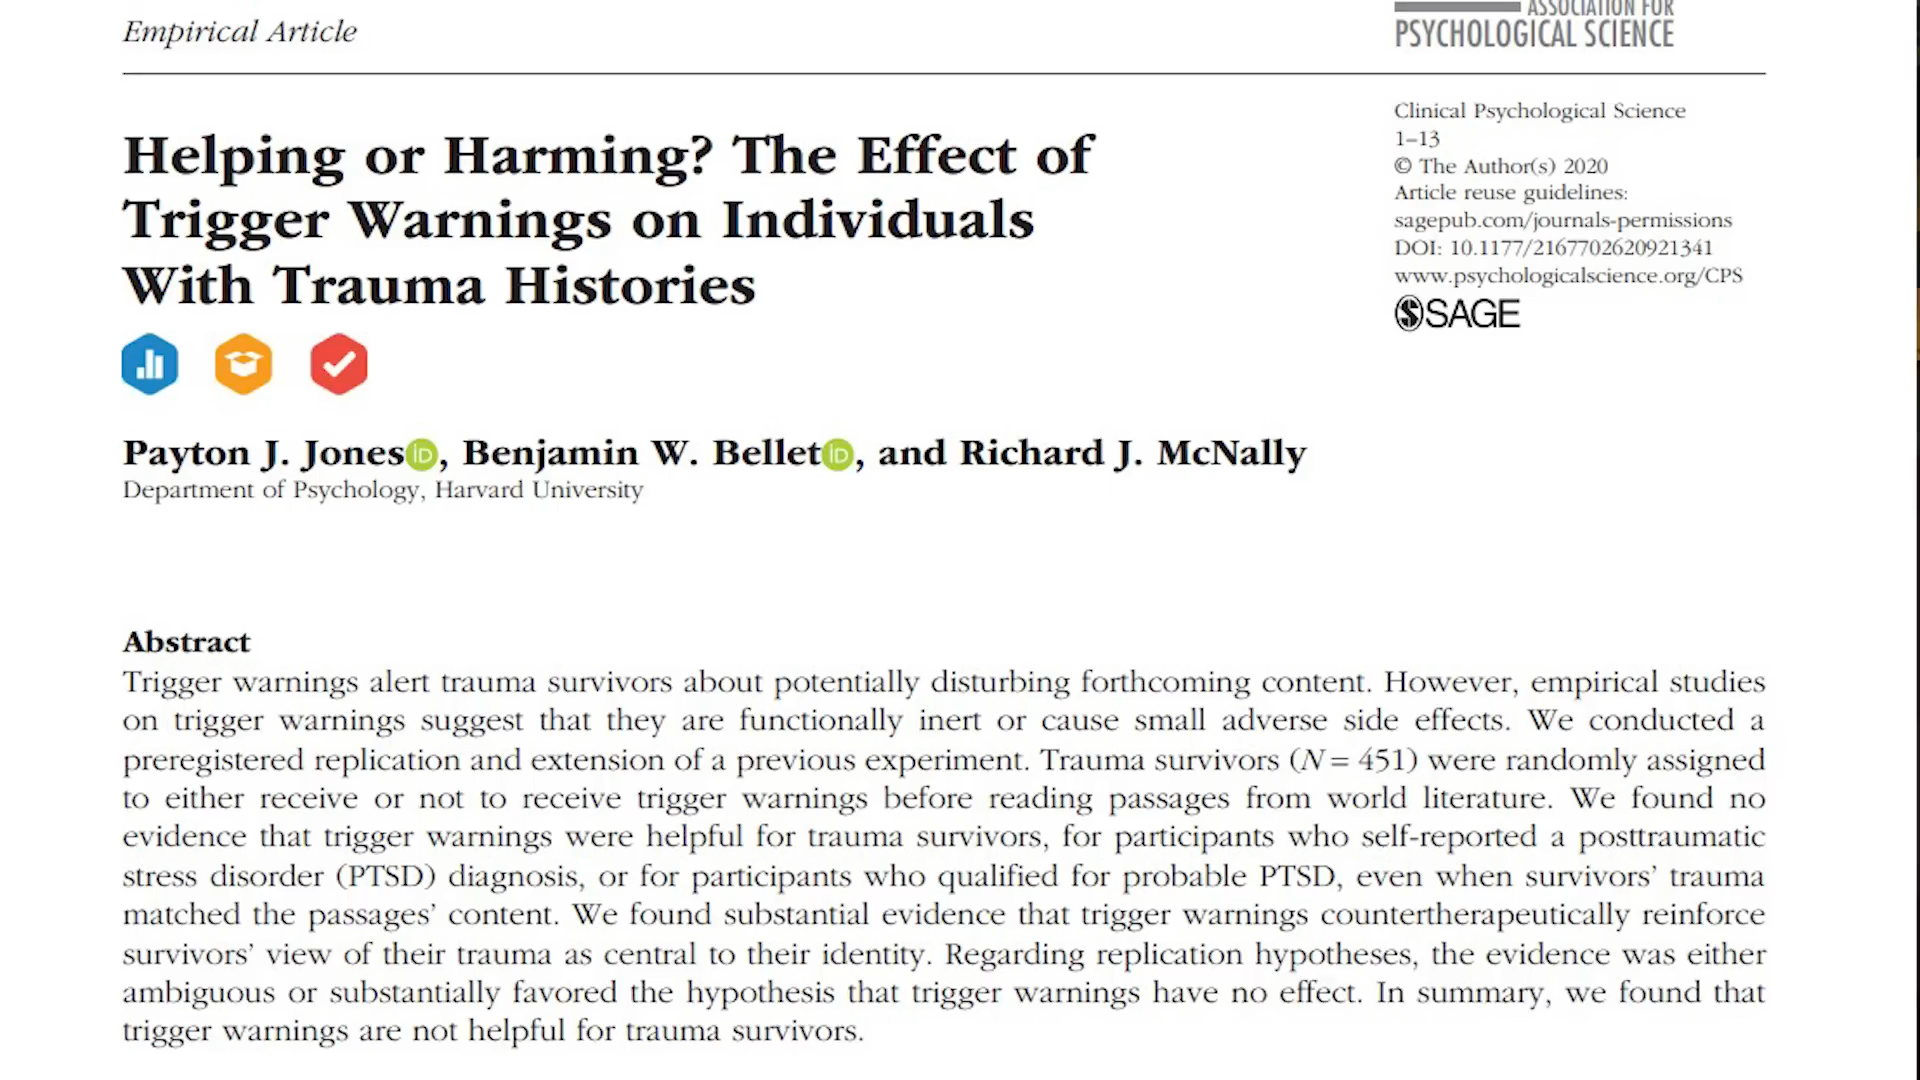 Empirical Article
ASSOCIATION FOR
PSYCHOLOGICAL SCIENCE
Helping or Harming? The Effect of
Trigger Warnings on Individuals
With Trauma Histories
Clinical Psychological Science
1–13
© The Author(s) 2020
Article reuse guidelines:
sagepub.com/journals-permissions
DOI: 10.1177/2167702620921341
www.psychologicalscience.org/CPS
SAGE
Payton J. Jones iD, Benjamin W. Bellet iD, and Richard J. McNally
Department of Psychology, Harvard University
Abstract
Trigger warnings alert trauma survivors about potentially disturbing forthcoming content. However, empirical studies
on trigger warnings suggest that they are functionally inert or cause small adverse side effects. We conducted a
preregistered replication and extension of a previous experiment. Trauma survivors (N = 451) were randomly assigned
to either receive or not to receive trigger warnings before reading passages from world literature. We found no
evidence that trigger warnings were helpful for trauma survivors, for participants who self-reported a posttraumatic
stress disorder (PTSD) diagnosis, or for participants who qualified for probable PTSD, even when survivors’ trauma
matched the passages’ content. We found substantial evidence that trigger warnings countertherapeutically reinforce
survivors’ view of their trauma as central to their identity. Regarding replication hypotheses, the evidence was either
ambiguous or substantially favored the hypothesis that trigger warnings have no effect. In summary, we found that
trigger warnings are not helpful for trauma survivors.